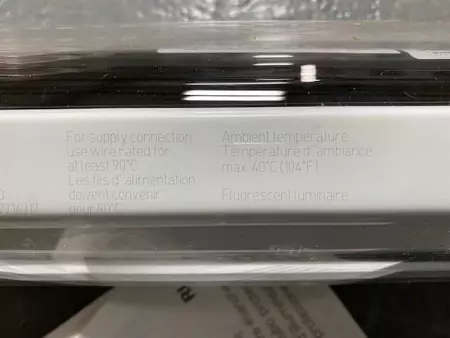 For supply connection
use wire rated for
at least 90°C
Les fils d'alimentation
doivent convenir
pour 90°C
Ambient temperature
Température d'ambiance
max. 40°C (104°F)
Fluorescent luminaire